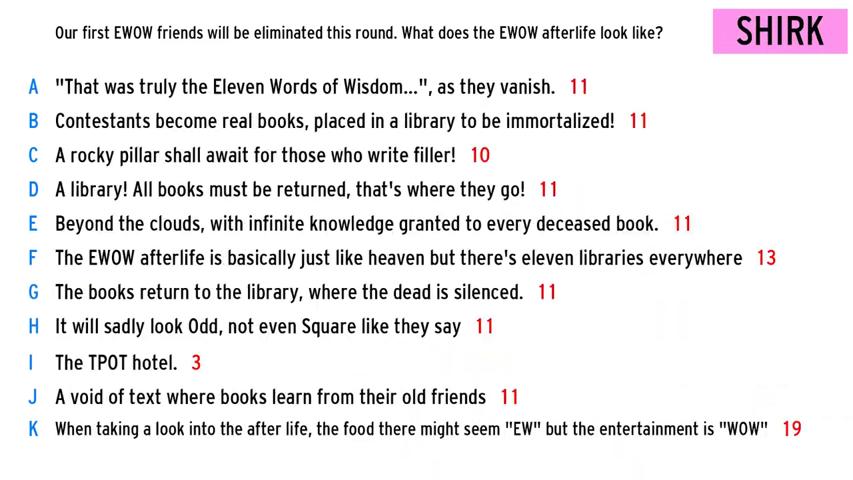 Our first EWOW friends will be eliminated this round. What does the EWOW afterlife look like?
SHIRK
A "That was truly the Eleven Words of Wisdom...", as they vanish. 11
B Contestants become real books, placed in a library to be immortalized! 11
C A rocky pillar shall await for those who write filler! 10
D A library! All books must be returned, that's where they go! 11
E Beyond the clouds, with infinite knowledge granted to every deceased book. 11
F The EWOW afterlife is basically just like heaven but there's eleven libraries everywhere 13
G The books return to the library, where the dead is silenced. 11
H It will sadly look Odd, not even Square like they say 11
I The TPOT hotel. 3
J A void of text where books learn from their old friends 11
K When taking a look into the after life, the food there might seem "EW" but the entertainment is "WOW" 19